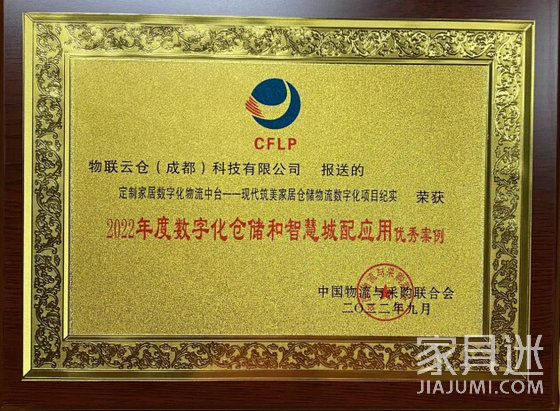 CFLP
物联云仓（成都）科技有限公司 报送的
定制家居数字化物流中台——现代筑美家居仓储物流数字化项目纪实 荣获
2022年度数字化仓储和智慧城配应用优秀案例
中国物流与采购联合会
二〇二二年九月
家具迷
JIAJUMI.COM